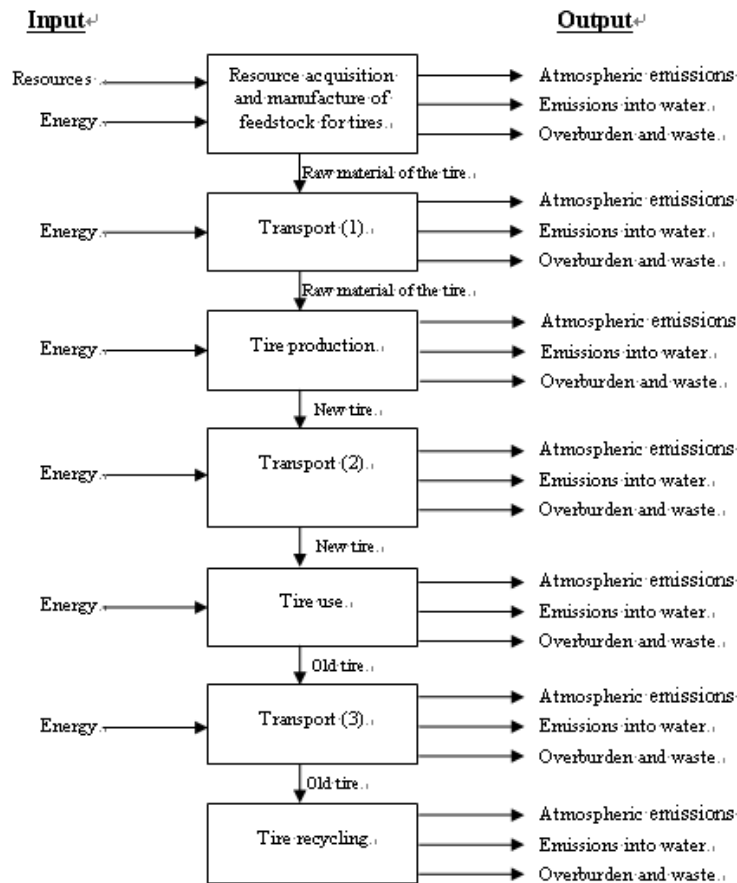 Input
Output
Resources
Energy
Resource acquisition
and manufacture of
feedstock for tires
Atmospheric emissions
Emissions into water
Overburden and waste
Raw material of the tire
Energy
Transport (1)
Atmospheric emissions
Emissions into water
Overburden and waste
Raw material of the tire
Energy
Tire production
Atmospheric emissions
Emissions into water
Overburden and waste
New tire
Energy
Transport (2)
Atmospheric emissions
Emissions into water
Overburden and waste
New tire
Energy
Tire use
Atmospheric emissions
Emissions into water
Overburden and waste
Old tire
Energy
Transport (3)
Atmospheric emissions
Emissions into water
Overburden and waste
Old tire
Tire recycling
Atmospheric emissions
Emissions into water
Overburden and waste